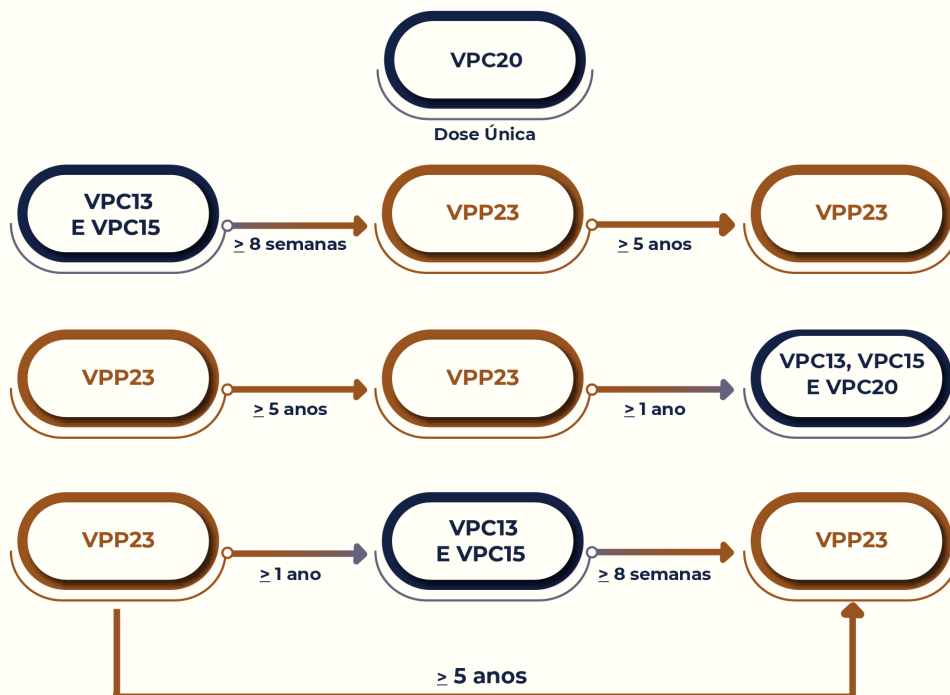 VPC20
Dose Única
VPC13
E VPC15
≥ 8 semanas
VPP23
≥ 5 anos
VPP23
VPP23
≥ 5 anos
VPP23
≥ 1 ano
VPC13, VPC15
E VPC20
VPP23
≥ 1 ano
VPC13
E VPC15
≥ 8 semanas
VPP23
≥ 5 anos